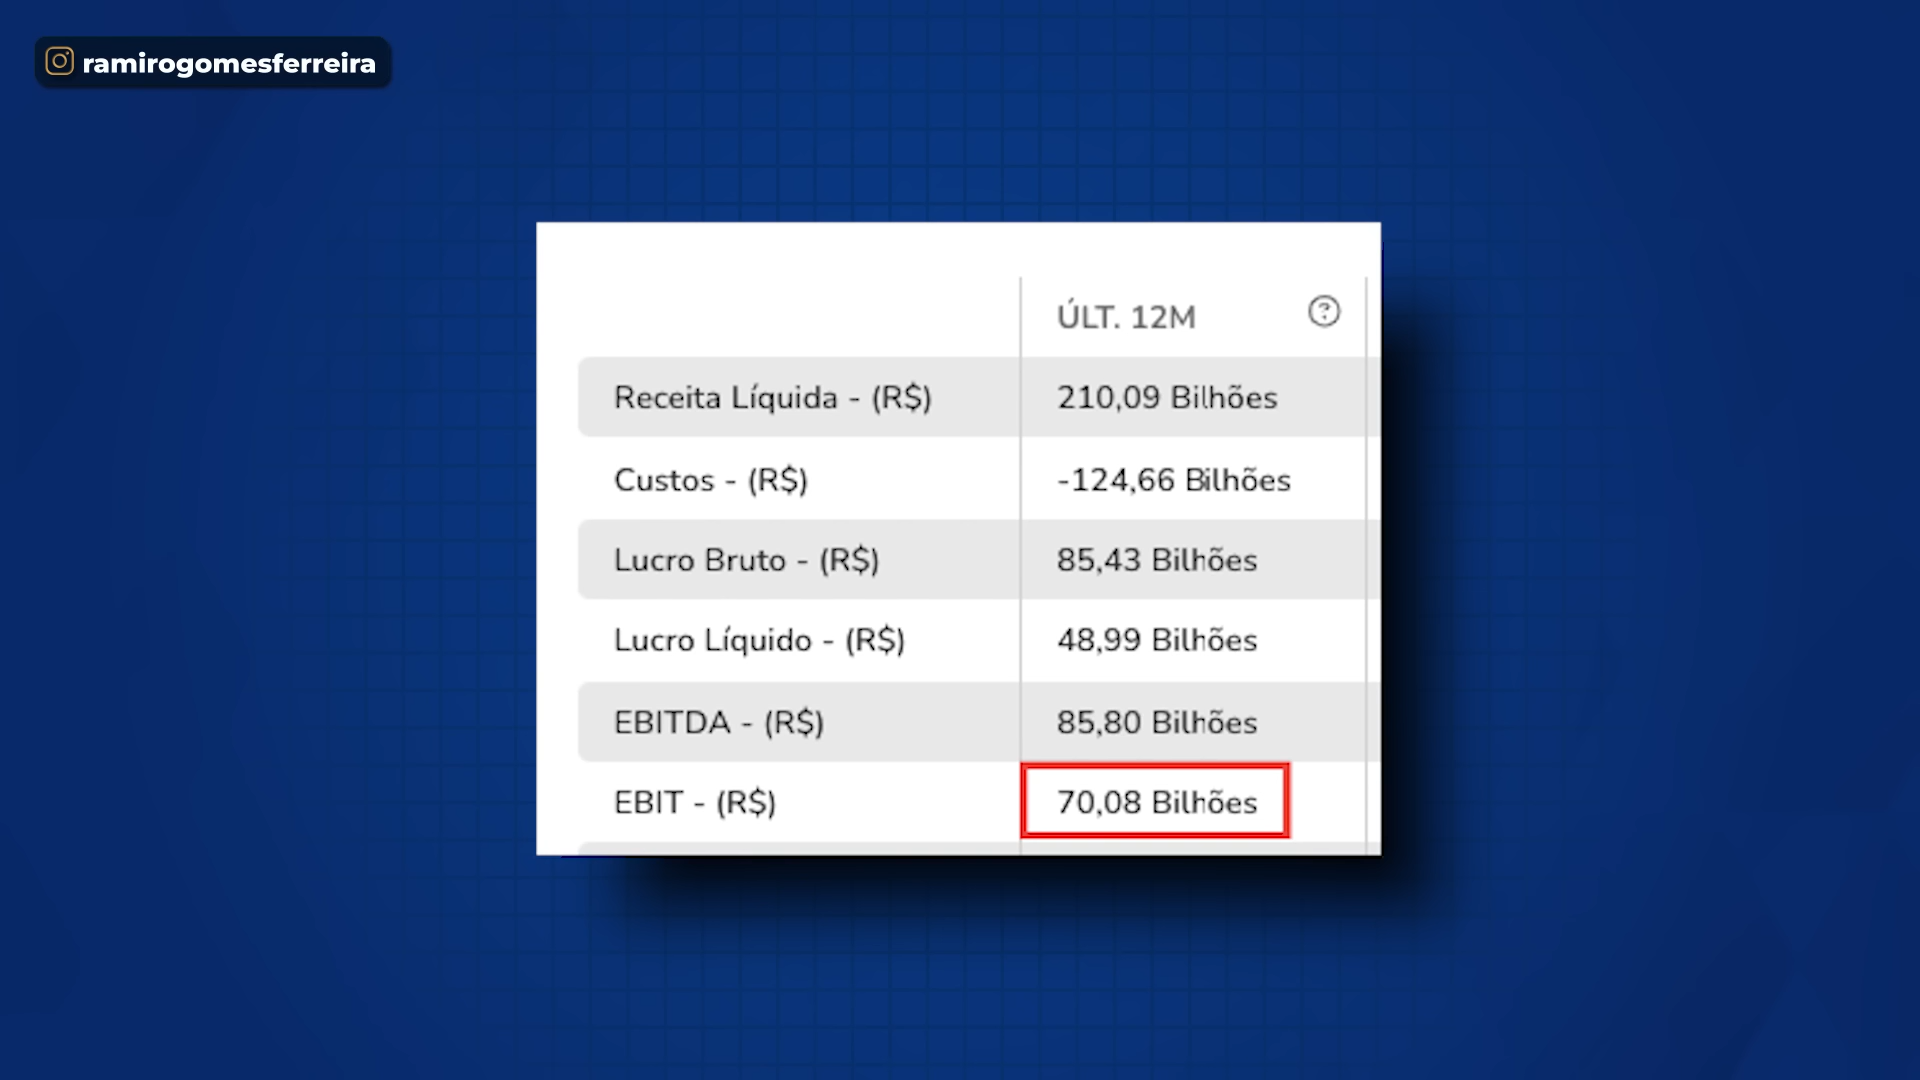 ramirogomesferreira
ÚLT. 12M ?
Receita Líquida - (R$) 210,09 Bilhões
Custos - (R$) -124,66 Bilhões
Lucro Bruto - (R$) 85,43 Bilhões
Lucro Líquido - (R$) 48,99 Bilhões
EBITDA - (R$) 85,80 Bilhões
EBIT - (R$) 70,08 Bilhões